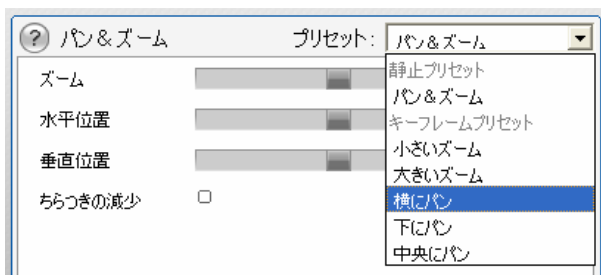 ? パン&ズーム プリセット: パン&ズーム
静止プリセット
ズーム
パン&ズーム
水平位置
キーフレームプリセット
小さいズーム
垂直位置
大きいズーム
ちらつきの減少
横にパン
下にパン
中央にパン